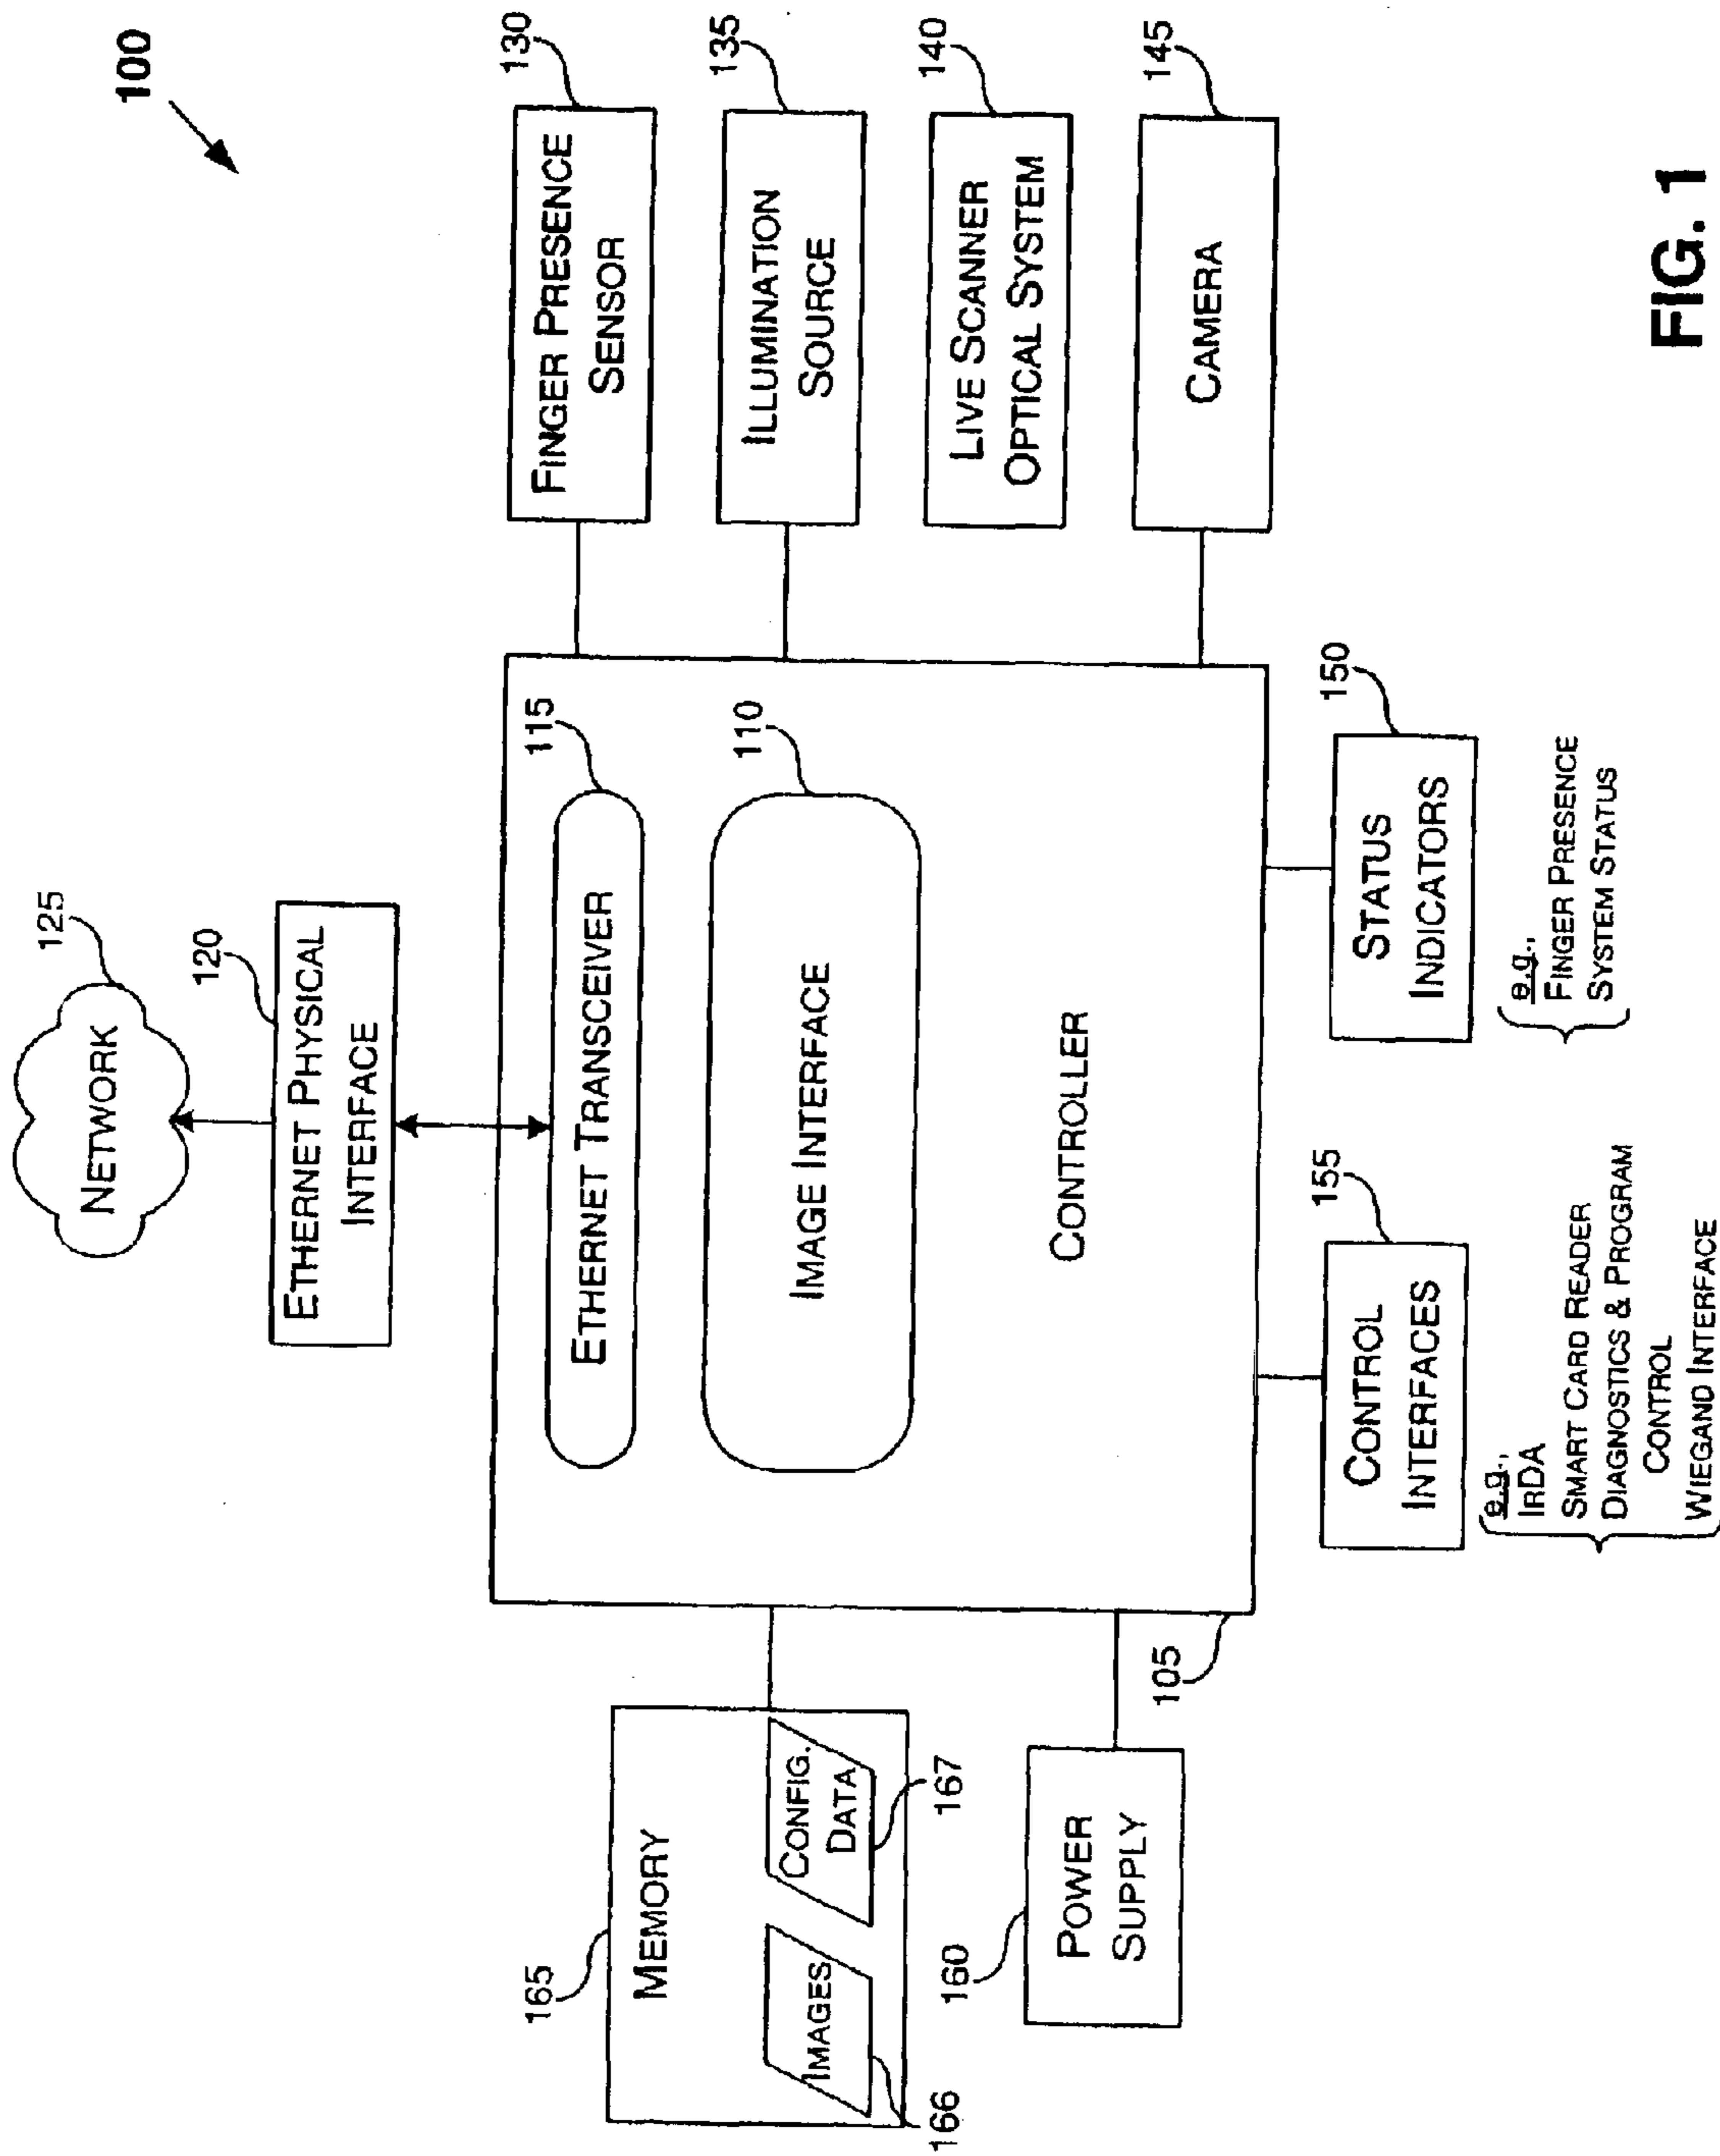 100
NETWORK
125
ETHERNET PHYSICAL
INTERFACE
120
ETHERNET TRANSCEIVER
115
IMAGE INTERFACE
110
CONTROLLER
105
MEMORY
165
IMAGES
166
CONFIG.
DATA
167
POWER
SUPPLY
160
FINGER PRESENCE
SENSOR
130
ILLUMINATION
SOURCE
135
LIVE SCANNER
OPTICAL SYSTEM
140
CAMERA
145
CONTROL
INTERFACES
155
e.g.,
IRDA
SMART CARD READER
DIAGNOSTICS & PROGRAM
CONTROL
WIEGAND INTERFACE
STATUS
INDICATORS
150
e.g.,
FINGER PRESENCE
SYSTEM STATUS
FIG. 1